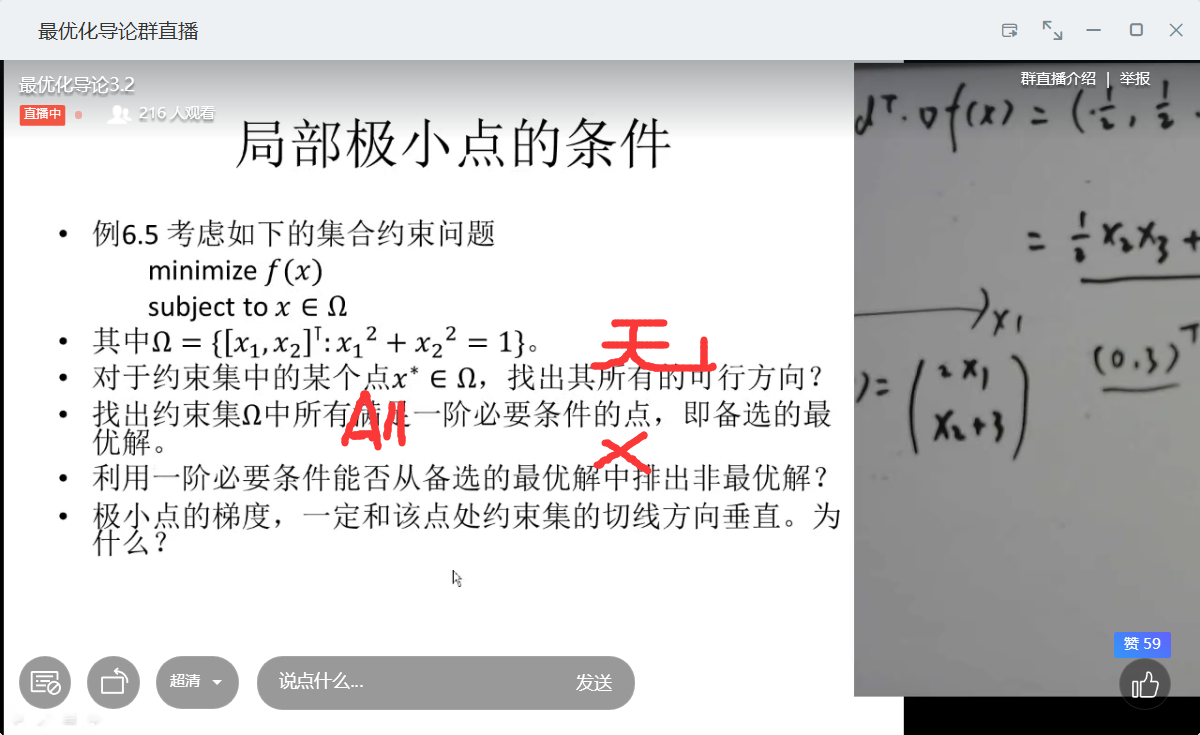 最优化导论群直播
最优化导论3.2
群直播介绍 | 举报
直播中
216 人观看
局部极小点的条件
• 例6.5 考虑如下的集合约束问题
minimize f(x)
subject to x ∈ Ω
• 其中Ω = {[x₁, x₂]ᵀ: x₁² + x₂² = 1}。
无
• 对于约束集中的某个点x* ∈ Ω，找出其所有的可行方向？
All
• 找出约束集Ω中所有满足一阶必要条件的点，即备选的最
优解。
×
• 利用一阶必要条件能否从备选的最优解中排出非最优解？
• 极小点的梯度，一定和该点处约束集的切线方向垂直。为
什么？
dᵀ·∇f(x) = (·½, ½
= ½ x₂x₃ +
x₁
(0,3)ᵀ
) = (2x₁
x₂+3)
赞 59
超清
说点什么...
发送